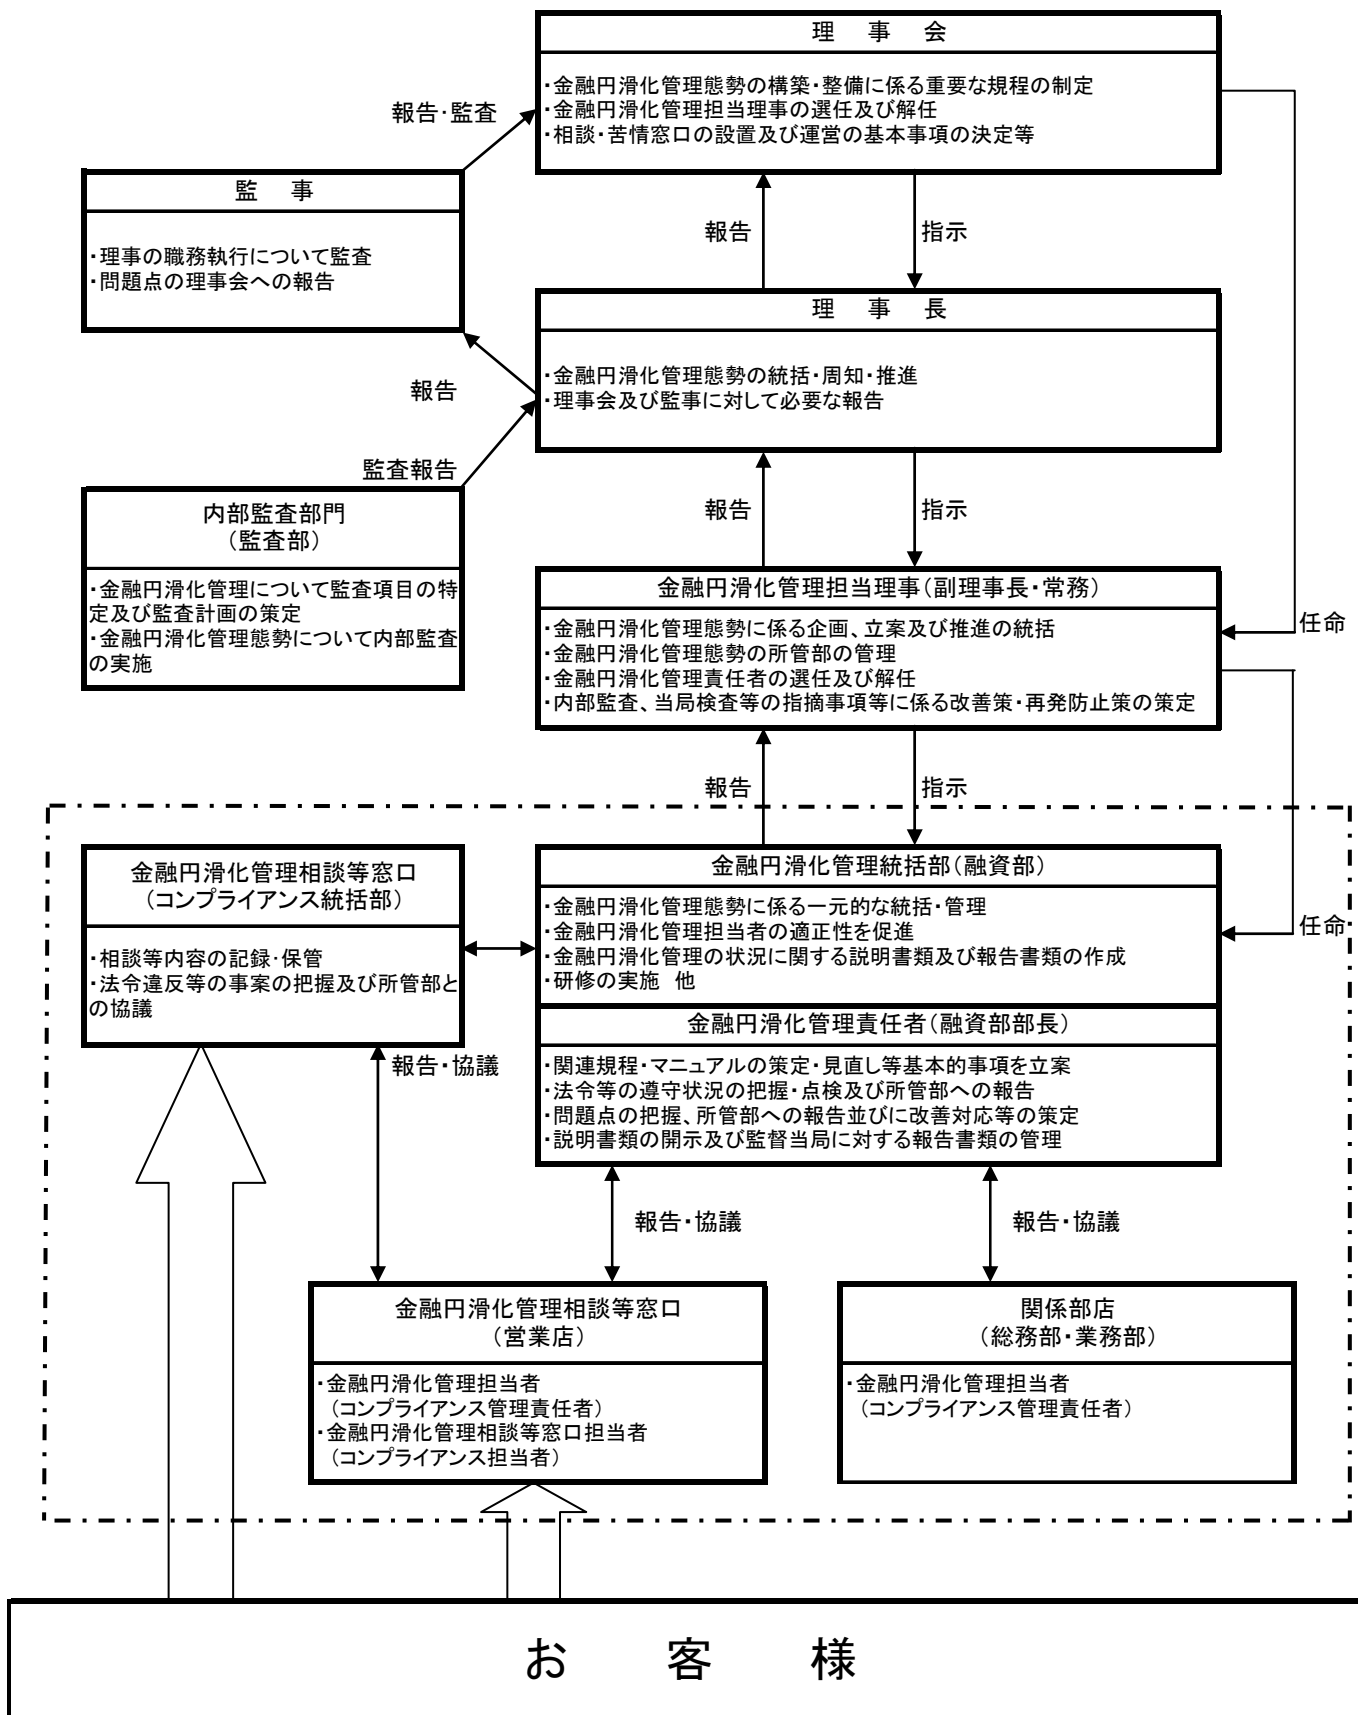 理　事　会
・金融円滑化管理態勢の構築・整備に係る重要な規程の制定
・金融円滑化管理担当理事の選任及び解任
・相談・苦情窓口の設置及び運営の基本事項の決定等
報告・監査
監　事
・理事の職務執行について監査
・問題点の理事会への報告
報告
指示
理　事　長
・金融円滑化管理態勢の統括・周知・推進
・理事会及び監事に対して必要な報告
報告
監査報告
内部監査部門
（監査部）
・金融円滑化管理について監査項目の特
定及び監査計画の策定
・金融円滑化管理態勢について内部監査
の実施
報告
指示
金融円滑化管理担当理事（副理事長・常務）
・金融円滑化管理態勢に係る企画、立案及び推進の統括
・金融円滑化管理態勢の所管部の管理
・金融円滑化管理責任者の選任及び解任
・内部監査、当局検査等の指摘事項等に係る改善策・再発防止策の策定
任命
報告
指示
金融円滑化管理相談等窓口
（コンプライアンス統括部）
・相談等内容の記録・保管
・法令違反等の事案の把握及び所管部と
の協議
金融円滑化管理統括部（融資部）
・金融円滑化管理態勢に係る一元的な統括・管理
・金融円滑化管理担当者の適正性を促進
・金融円滑化管理の状況に関する説明書類及び報告書類の作成
・研修の実施　他
任命
金融円滑化管理責任者（融資部部長）
・関連規程・マニュアルの策定・見直し等基本的事項を立案
・法令等の遵守状況の把握・点検及び所管部への報告
・問題点の把握、所管部への報告並びに改善対応等の策定
・説明書類の開示及び監督当局に対する報告書類の管理
報告・協議
報告・協議
報告・協議
金融円滑化管理相談等窓口
（営業店）
・金融円滑化管理担当者
（コンプライアンス管理責任者）
・金融円滑化管理相談等窓口担当者
（コンプライアンス担当者）
関係部店
（総務部・業務部）
・金融円滑化管理担当者
（コンプライアンス管理責任者）
お　客　様